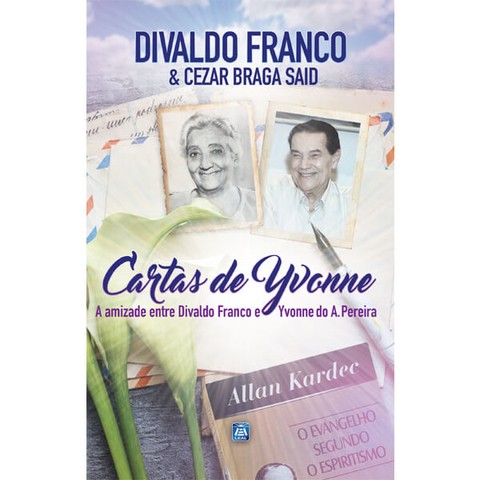 DIVALDO FRANCO
& CEZAR BRAGA SAID
Cartas de Yvonne
A amizade entre Divaldo Franco e Yvonne do A. Pereira
Allan Kardec
O EVANGELHO
SEGUNDO
O ESPIRITISMO
LEAL